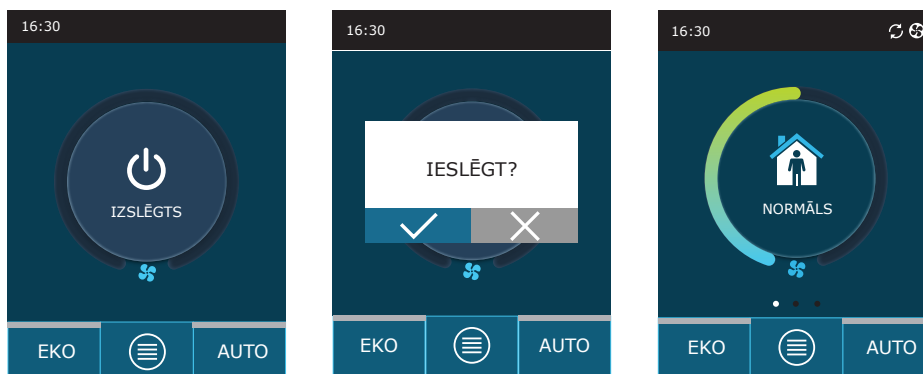 16:30
IZSLĒGTS
EKO
AUTO
16:30
IESLĒGT?
EKO
AUTO
16:30
NORMĀLS
EKO
AUTO